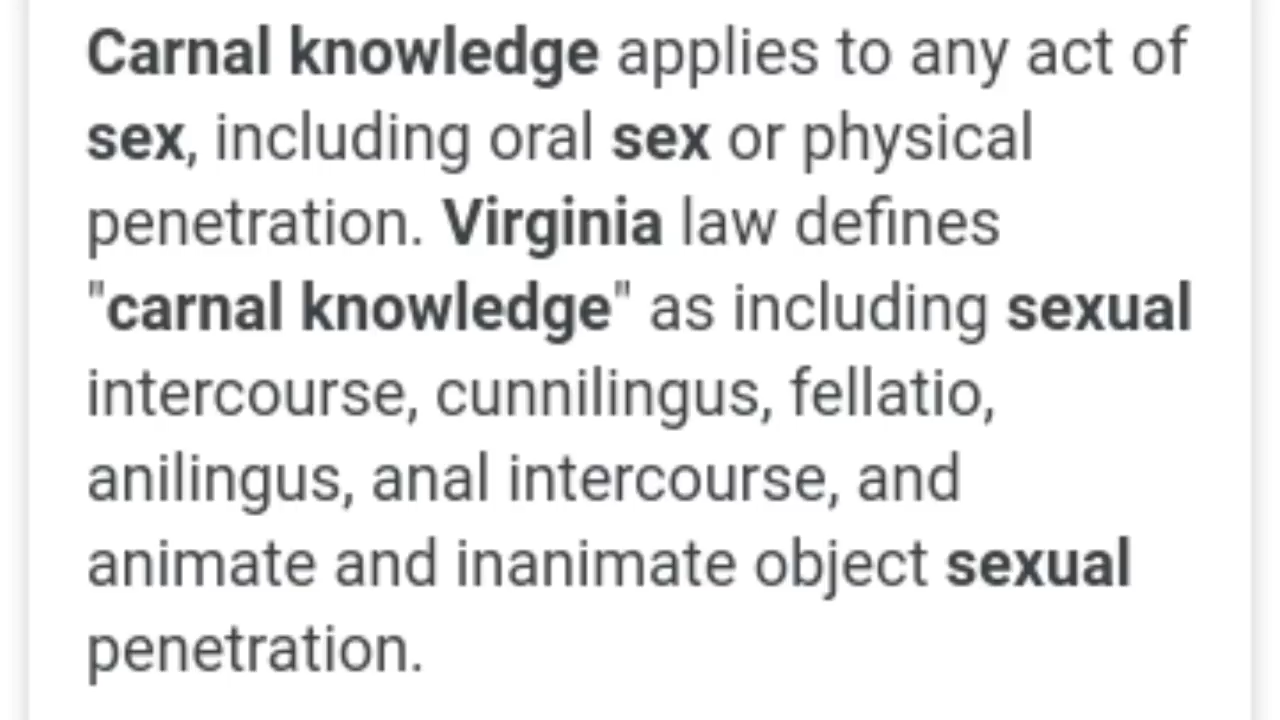 Carnal knowledge applies to any act of
sex, including oral sex or physical
penetration. Virginia law defines
"carnal knowledge" as including sexual
intercourse, cunnilingus, fellatio,
anilingus, anal intercourse, and
animate and inanimate object sexual
penetration.